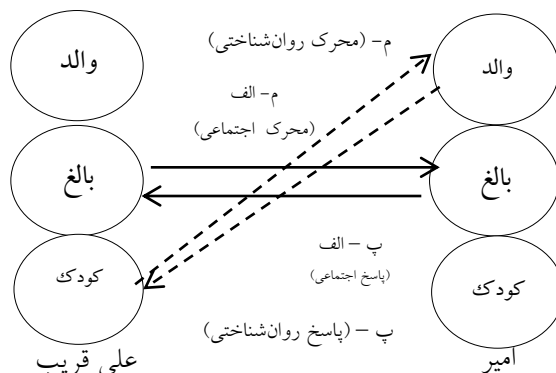 والد
والد
م- (محرک روان‌شناختی)
م- الف
(محرک اجتماعی)
بالغ
بالغ
پ – الف
(پاسخ اجتماعی)
کودک
کودک
پ – (پاسخ روان‌شناختی)
امیر
علی قریب